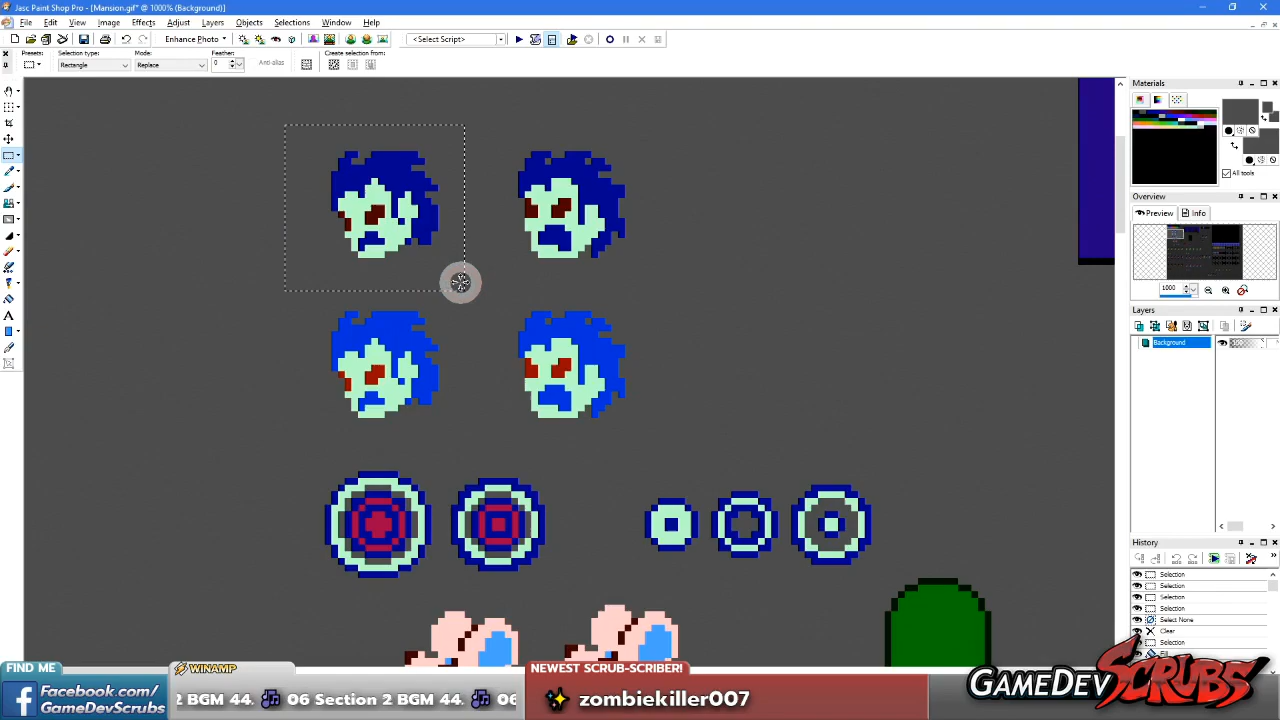 Jasc Paint Shop Pro - [Mansion.gif* @ 1000% (Background)]
File Edit View Image Effects Adjust Layers Objects Selections Window Help
Enhance Photo <Select Script>
Presets: Selection type: Mode: Feather: Create selection from:
Rectangle Replace 0 Anti-alias
Materials
All tools
Overview
Preview Info
1000
Layers
Background
History
Selection
Selection
Selection
Selection
Select None
Clear
Selection
Fill
FIND ME
Facebook.com/
GameDevScrubs
WINAMP
2 BGM 44. 06 Section 2 BGM 44. 06
NEWEST SCRUB-SCRIBER!
zombiekiller007
GAMEDEV SCRUBS